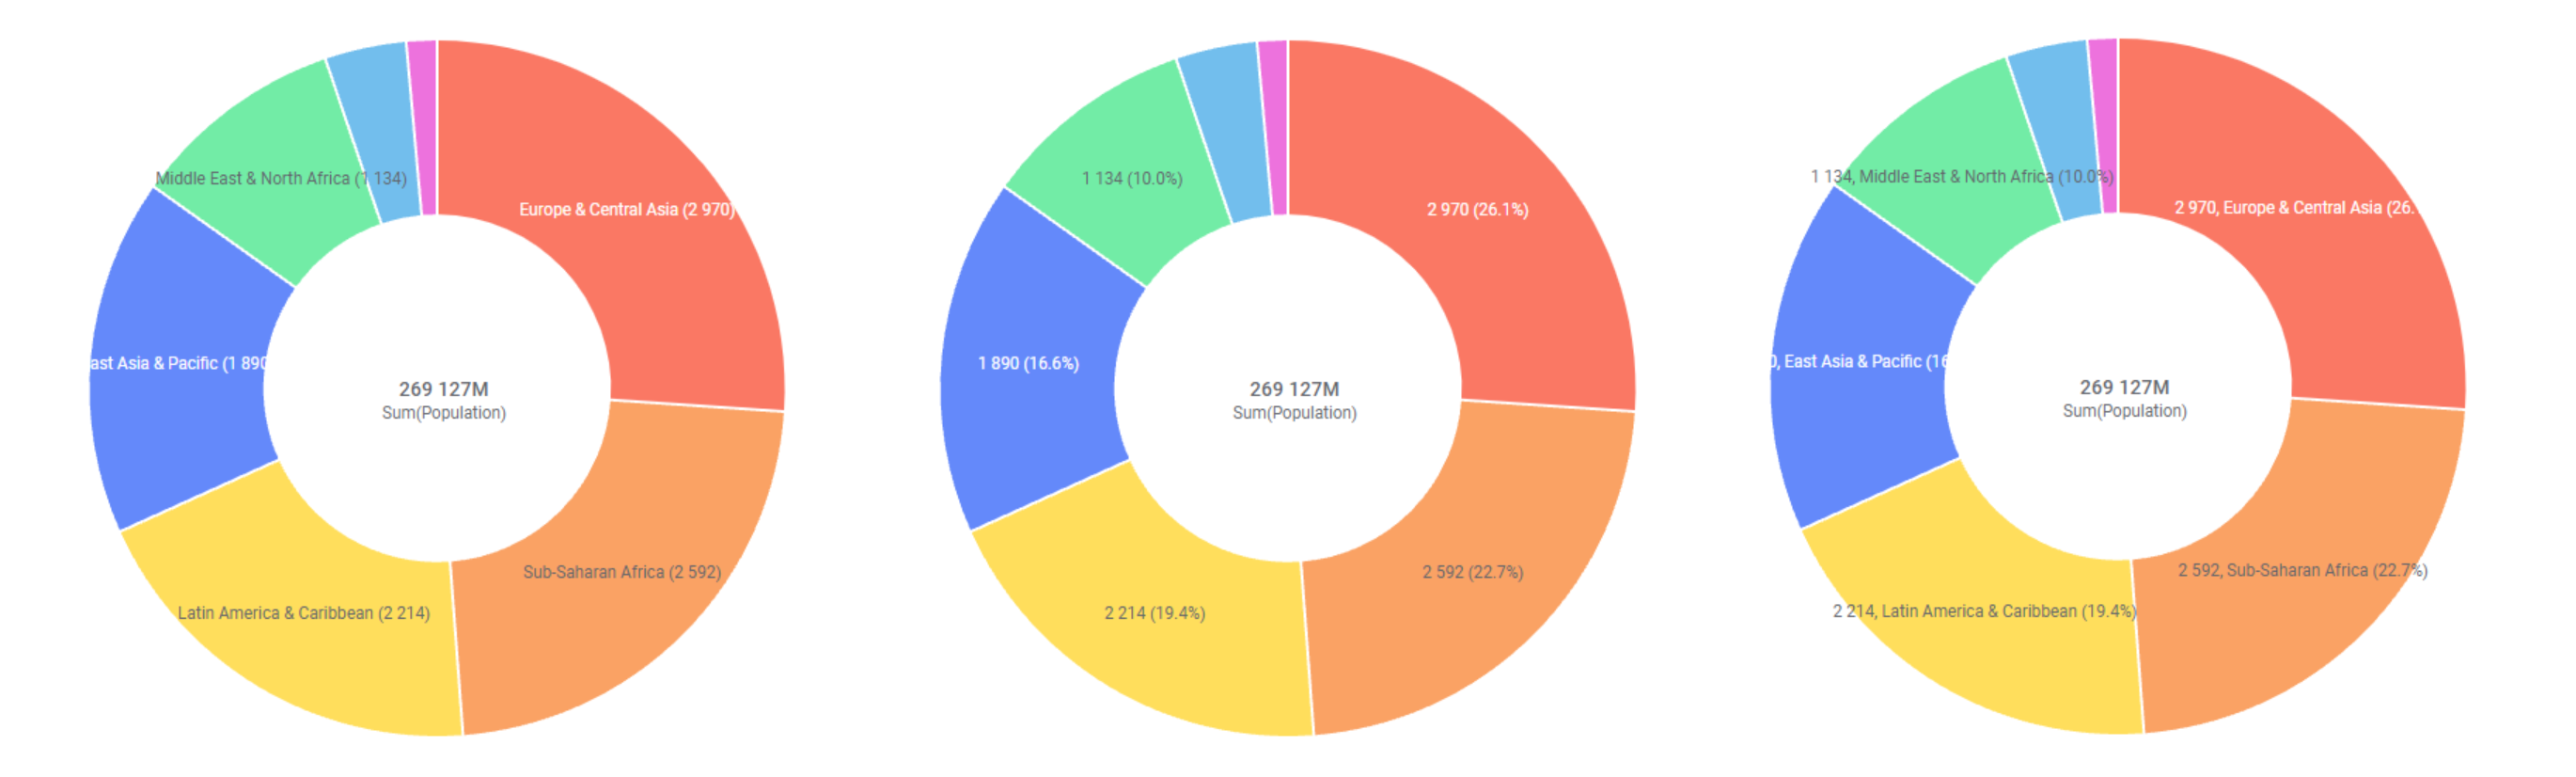 Middle East & North Africa (1 134)
Europe & Central Asia (2 970)
ast Asia & Pacific (1 890
269 127M
Sum(Population)
Sub-Saharan Africa (2 592)
Latin America & Caribbean (2 214)
1 134 (10.0%)
2 970 (26.1%)
1 890 (16.6%)
269 127M
Sum(Population)
2 592 (22.7%)
2 214 (19.4%)
1 134, Middle East & North Africa (10.0%)
2 970, Europe & Central Asia (26.
0, East Asia & Pacific (16
269 127M
Sum(Population)
2 592, Sub-Saharan Africa (22.7%)
2 214, Latin America & Caribbean (19.4%)